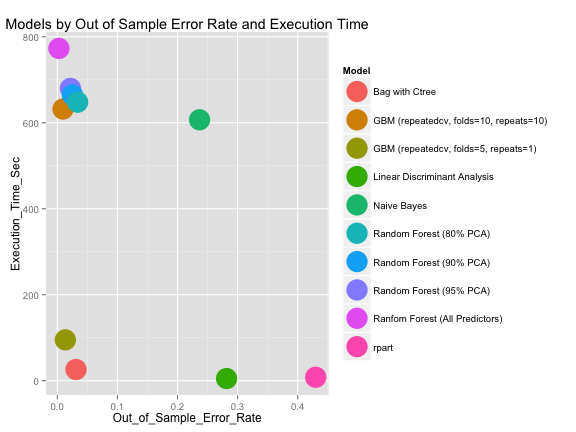 Models by Out of Sample Error Rate and Execution Time
800
600
400
200
0
Execution_Time_Sec
0.0 0.1 0.2 0.3 0.4
Out_of_Sample_Error_Rate
Model
Bag with Ctree
GBM (repeatedcv, folds=10, repeats=10)
GBM (repeatedcv, folds=5, repeats=1)
Linear Discriminant Analysis
Naive Bayes
Random Forest (80% PCA)
Random Forest (90% PCA)
Random Forest (95% PCA)
Ranfom Forest (All Predictors)
rpart